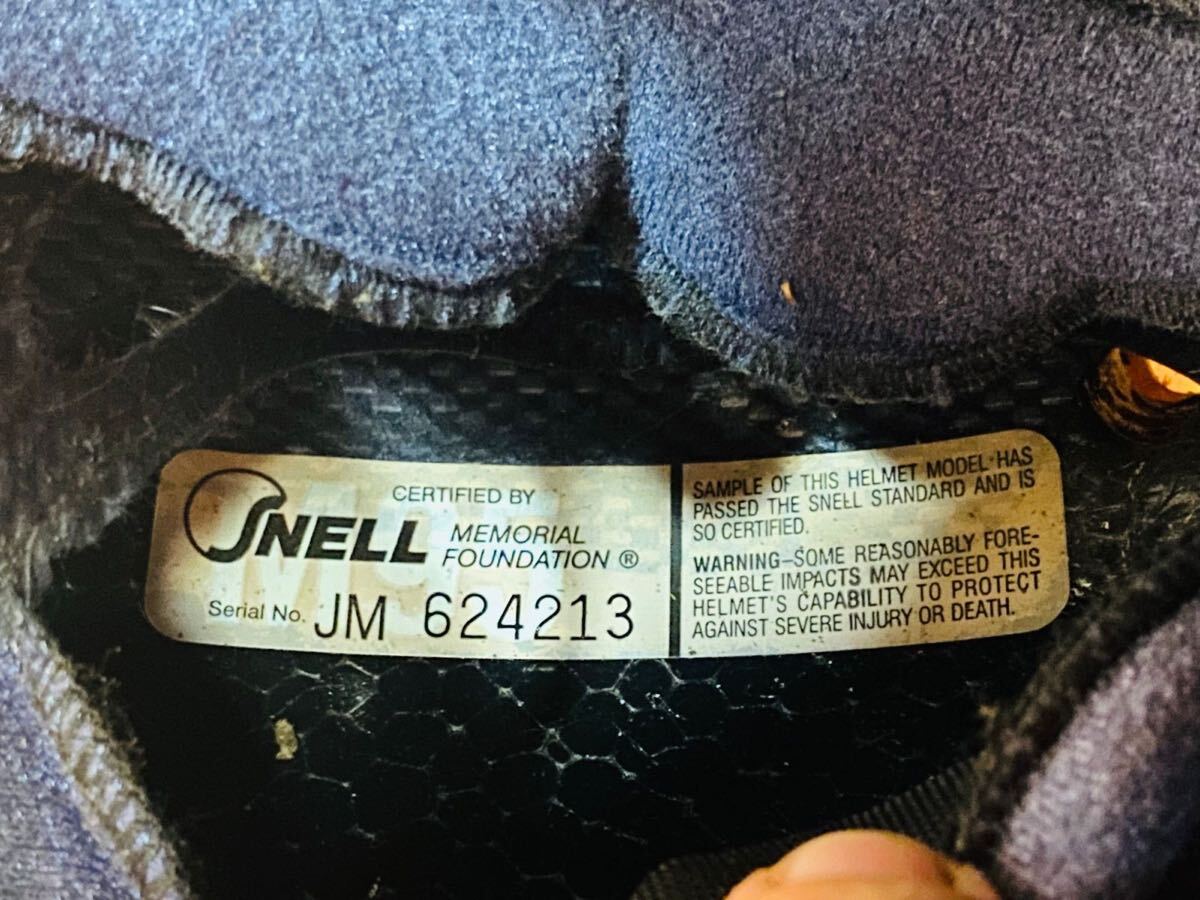 CERTIFIED BY
SNELL MEMORIAL
FOUNDATION ®
Serial No. JM 624213
SAMPLE OF THIS HELMET MODEL HAS
PASSED THE SNELL STANDARD AND IS
SO CERTIFIED.
WARNING–SOME REASONABLY FORE-
SEEABLE IMPACTS MAY EXCEED THIS
HELMET'S CAPABILITY TO PROTECT
AGAINST SEVERE INJURY OR DEATH.